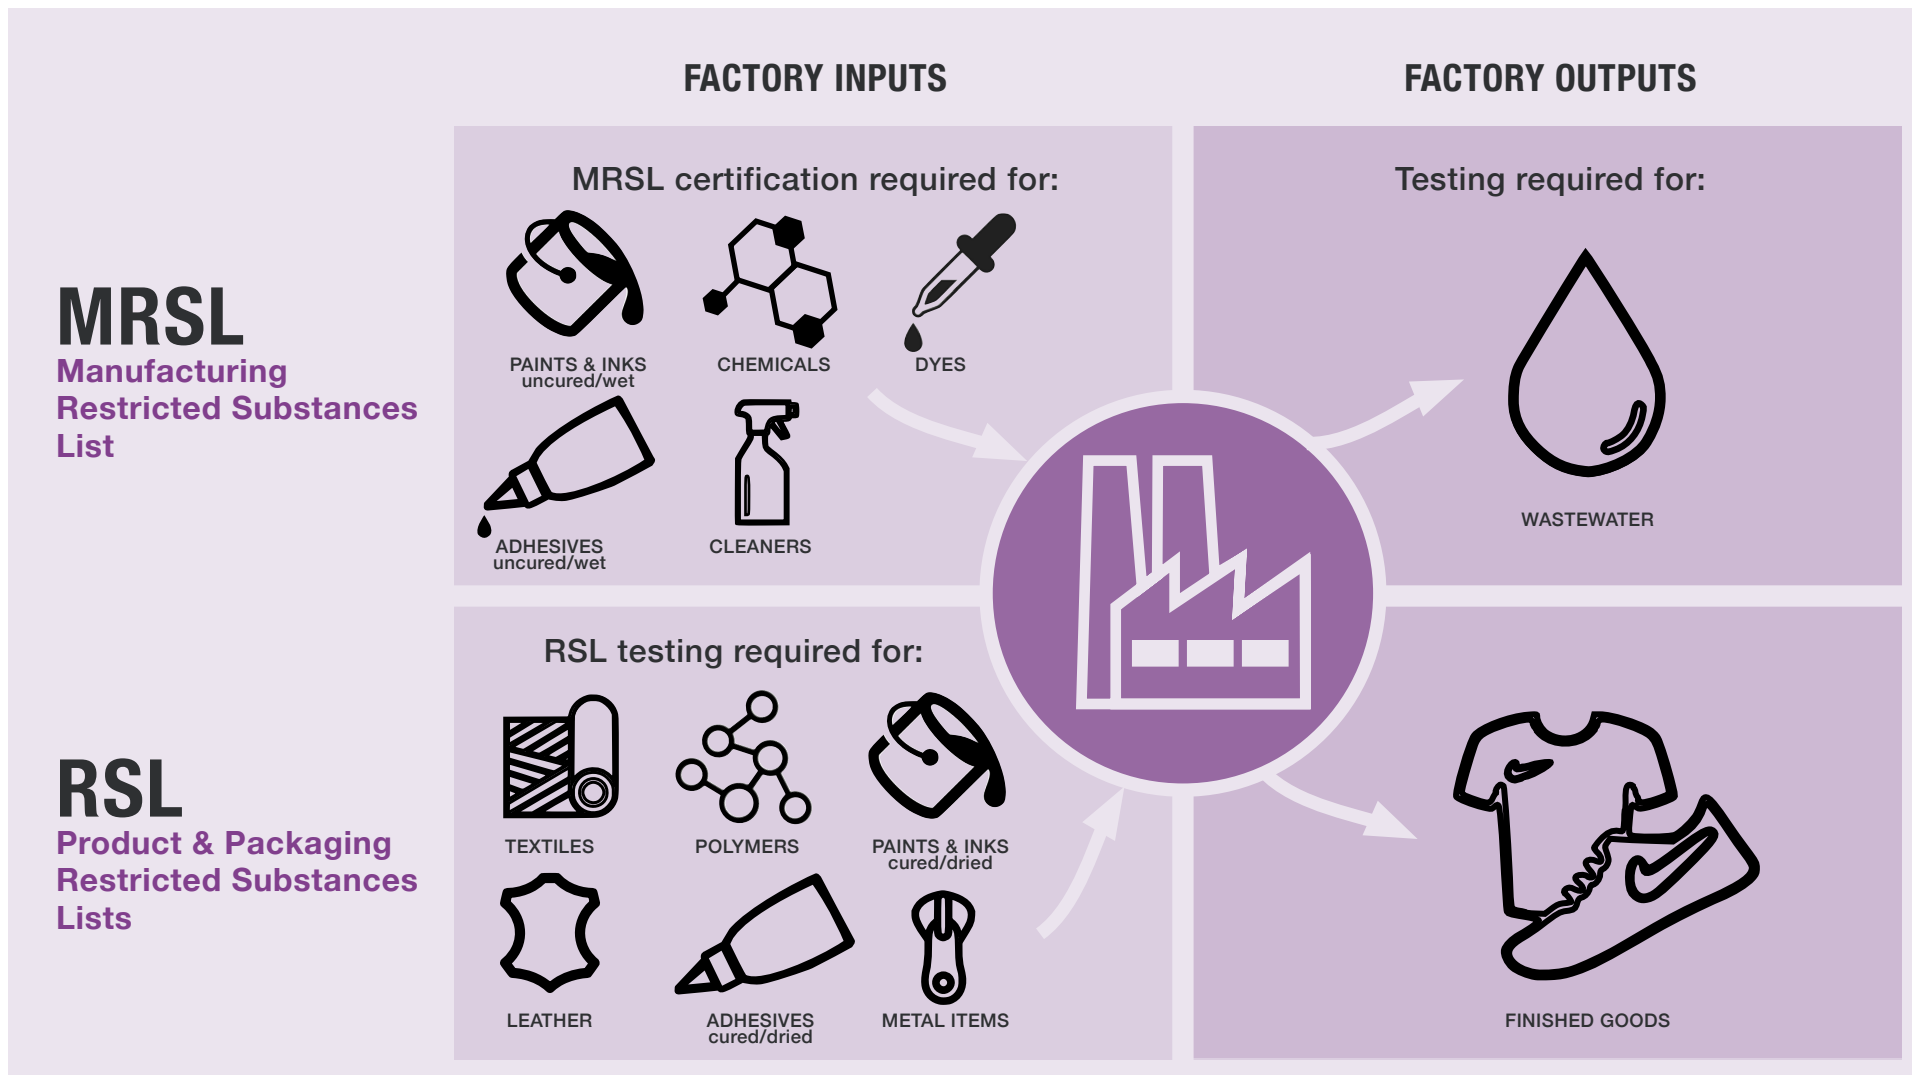 FACTORY INPUTS
FACTORY OUTPUTS
MRSL
Manufacturing
Restricted Substances
List
MRSL certification required for:
PAINTS & INKS
uncured/wet
CHEMICALS
DYES
ADHESIVES
uncured/wet
CLEANERS
Testing required for:
WASTEWATER
RSL
Product & Packaging
Restricted Substances
Lists
RSL testing required for:
TEXTILES
POLYMERS
PAINTS & INKS
cured/dried
LEATHER
ADHESIVES
cured/dried
METAL ITEMS
FINISHED GOODS